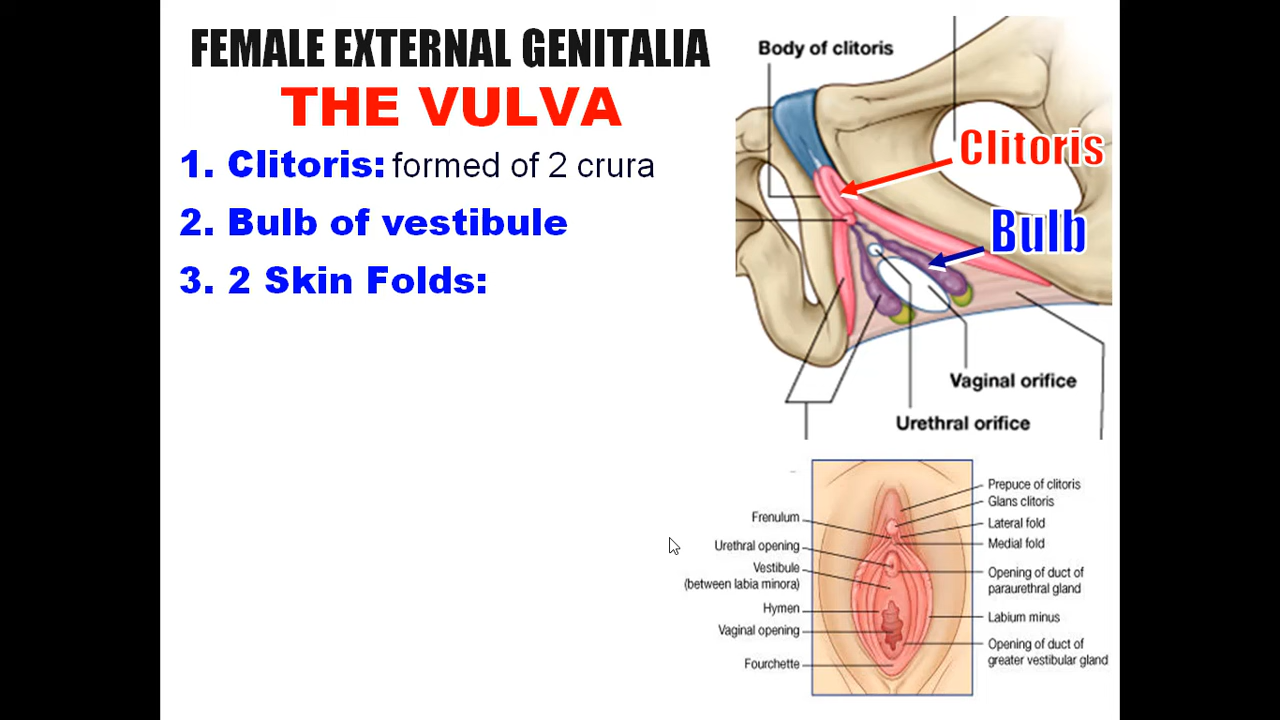 FEMALE EXTERNAL GENITALIA
THE VULVA
1. Clitoris: formed of 2 crura
2. Bulb of vestibule
3. 2 Skin Folds:
Body of clitoris
Clitoris
Bulb
Vaginal orifice
Urethral orifice
Frenulum
Urethral opening
Vestibule
(between labia minora)
Hymen
Vaginal opening
Fourchette
Prepuce of clitoris
Glans clitoris
Lateral fold
Medial fold
Opening of duct of
paraurethral gland
Labium minus
Opening of duct of
greater vestibular gland